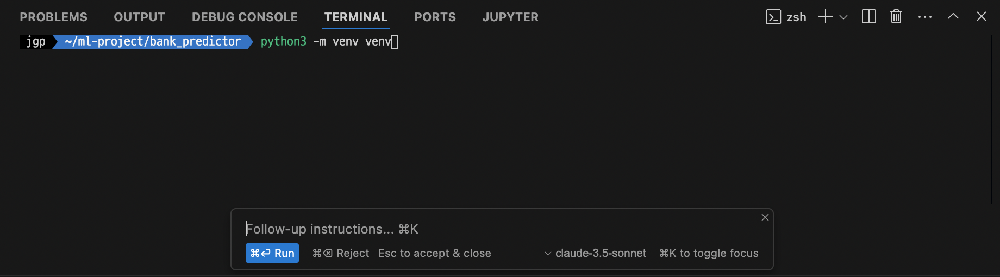 PROBLEMS OUTPUT DEBUG CONSOLE TERMINAL PORTS JUPYTER zsh
jgp ~/ml-project/bank_predictor python3 -m venv venv
Follow-up instructions... ⌘K
⌘⏎ Run ⌘⌫ Reject Esc to accept & close claude-3.5-sonnet ⌘K to toggle focus